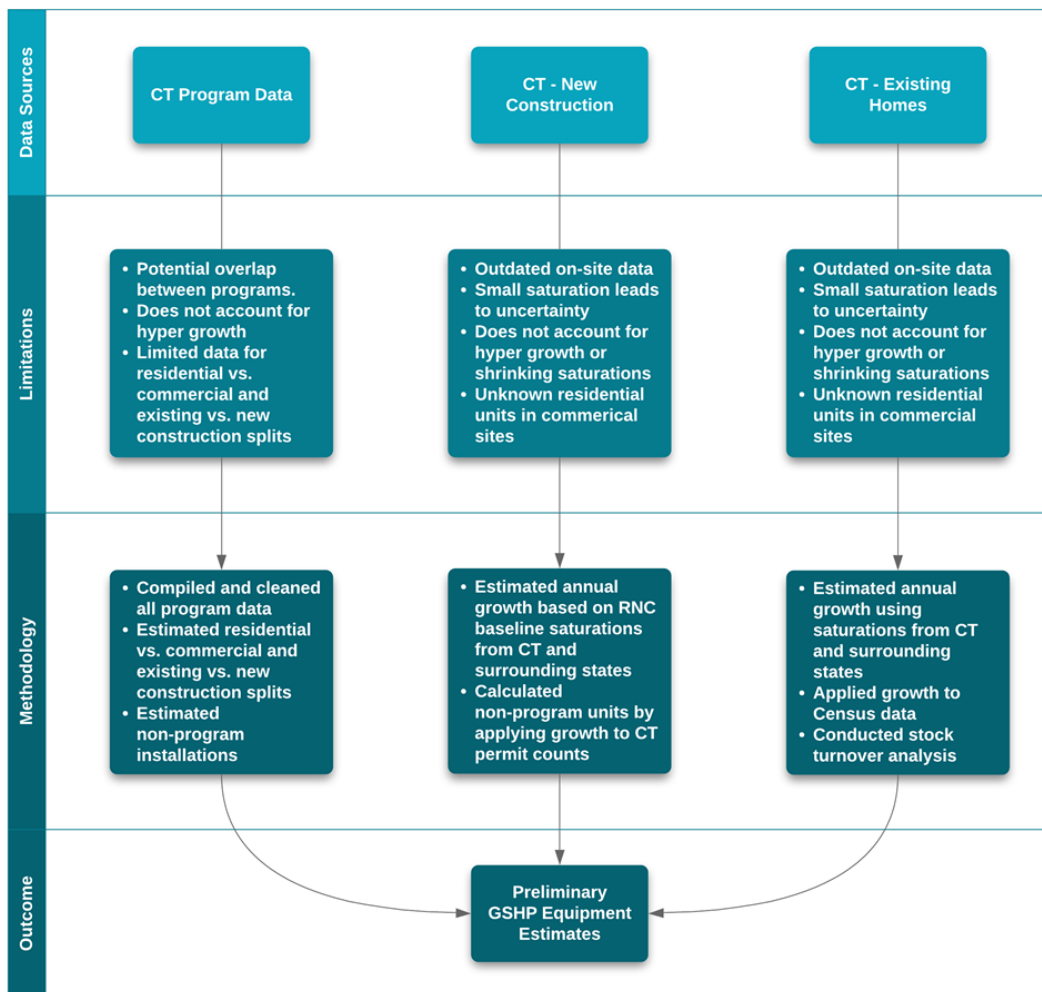 Data Sources
CT Program Data
CT - New
Construction
CT - Existing
Homes
Limitations
• Potential overlap
between programs.
• Does not account for
hyper growth
• Limited data for
residential vs.
commercial and
existing vs. new
construction splits
• Outdated on-site data
• Small saturation leads
to uncertainty
• Does not account for
hyper growth or
shrinking saturations
• Unknown residential
units in commerical
sites
• Outdated on-site data
• Small saturation leads
to uncertainty
• Does not account for
hyper growth or
shrinking saturations
• Unknown residential
units in commercial
sites
Methodology
• Compiled and cleaned
all program data
• Estimated residential
vs. commercial and
existing vs. new
construction splits
• Estimated
non-program
installations
• Estimated annual
growth based on RNC
baseline saturations
from CT and
surrounding states
• Calculated
non-program units by
applying growth to CT
permit counts
• Estimated annual
growth using
saturations from CT
and surrounding
states
• Applied growth to
Census data
• Conducted stock
turnover analysis
Outcome
Preliminary
GSHP Equipment
Estimates